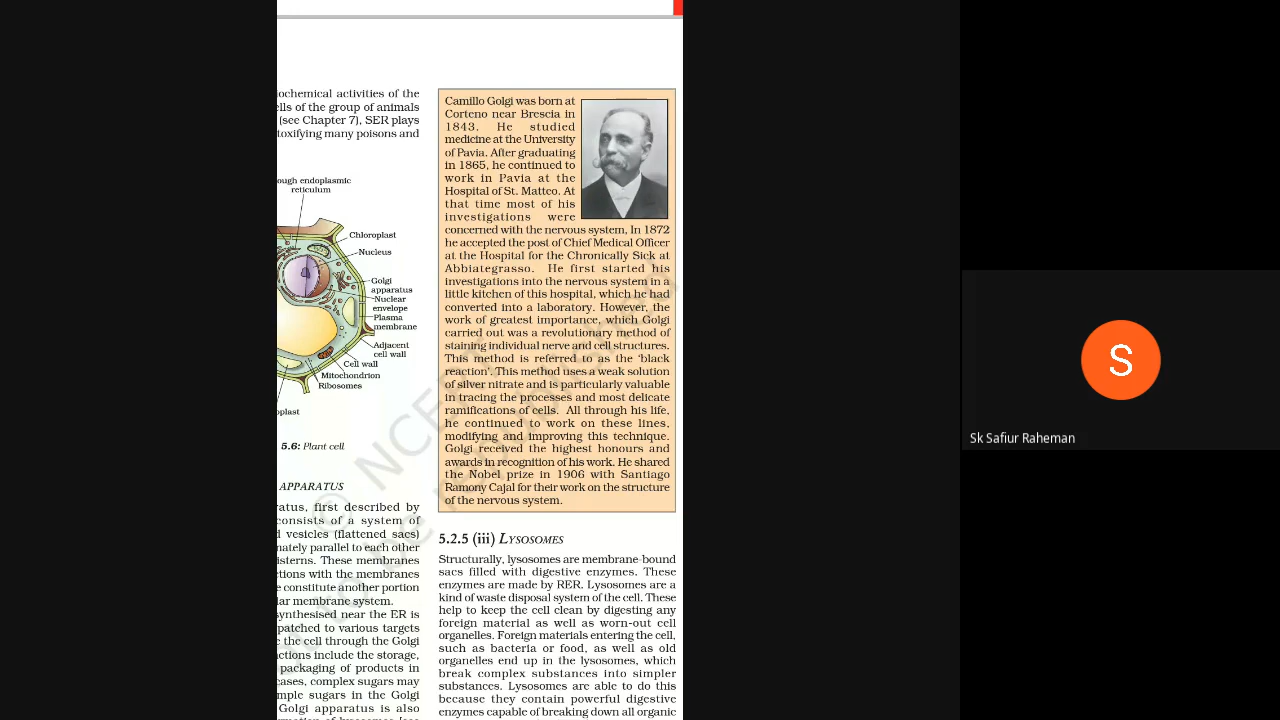 ochemical activities of the
ells of the group of animals
(see Chapter 7), SER plays
toxifying many poisons and
ough endoplasmic
reticulum
Chloroplast
Nucleus
Golgi
apparatus
Nuclear
envelope
Plasma
membrane
Adjacent
cell wall
Cell wall
Mitochondrion
Ribosomes
oplast
5.6: Plant cell
APPARATUS
ratus, first described by
consists of a system of
d vesicles (flattened sacs)
mately parallel to each other
isterns. These membranes
ctions with the membranes
e constitute another portion
lar membrane system.
synthesised near the ER is
patched to various targets
e the cell through the Golgi
nctions include the storage,
packaging of products in
cases, complex sugars may
mple sugars in the Golgi
Golgi apparatus is also
Camillo Golgi was born at
Corteno near Brescia in
1843. He studied
medicine at the University
of Pavia. After graduating
in 1865, he continued to
work in Pavia at the
Hospital of St. Matteo. At
that time most of his
investigations were
concerned with the nervous system, In 1872
he accepted the post of Chief Medical Officer
at the Hospital for the Chronically Sick at
Abbiategrasso. He first started his
investigations into the nervous system in a
little kitchen of this hospital, which he had
converted into a laboratory. However, the
work of greatest importance, which Golgi
carried out was a revolutionary method of
staining individual nerve and cell structures.
This method is referred to as the ‘black
reaction’. This method uses a weak solution
of silver nitrate and is particularly valuable
in tracing the processes and most delicate
ramifications of cells. All through his life,
he continued to work on these lines,
modifying and improving this technique.
Golgi received the highest honours and
awards in recognition of his work. He shared
the Nobel prize in 1906 with Santiago
Ramony Cajal for their work on the structure
of the nervous system.
5.2.5 (iii) LYSOSOMES
Structurally, lysosomes are membrane-bound
sacs filled with digestive enzymes. These
enzymes are made by RER. Lysosomes are a
kind of waste disposal system of the cell. These
help to keep the cell clean by digesting any
foreign material as well as worn-out cell
organelles. Foreign materials entering the cell,
such as bacteria or food, as well as old
organelles end up in the lysosomes, which
break complex substances into simpler
substances. Lysosomes are able to do this
because they contain powerful digestive
enzymes capable of breaking down all organic
© NCERT
be republished
S
Sk Safiur Raheman